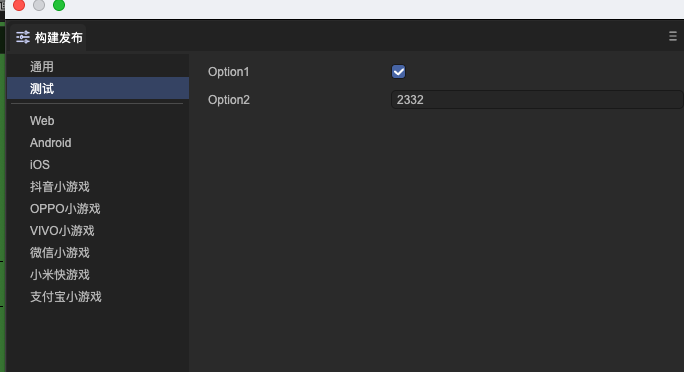 构建发布
通用
测试
Option1
Option2
2332
Web
Android
iOS
抖音小游戏
OPPO小游戏
VIVO小游戏
微信小游戏
小米快游戏
支付宝小游戏